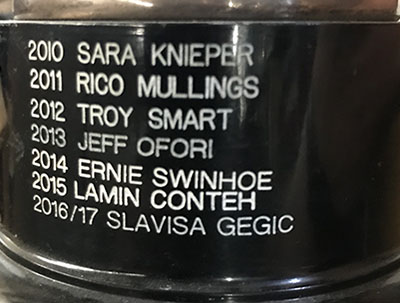 2010 SARA KNIEPER
2011 RICO MULLINGS
2012 TROY SMART
2013 JEFF OFORI
2014 ERNIE SWINHOE
2015 LAMIN CONTEH
2016/17 SLAVISA GEGIC